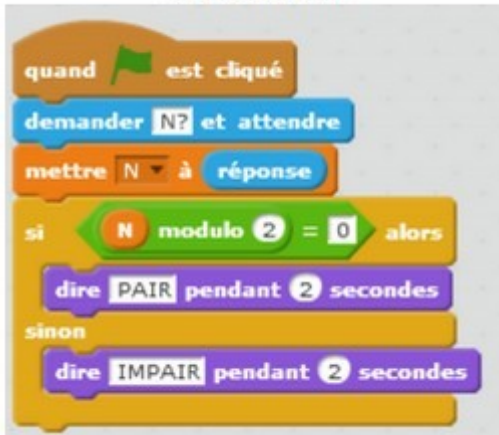 quand est cliqué
demander N? et attendre
mettre N à réponse
si N modulo 2 = 0 alors
dire PAIR pendant 2 secondes
sinon
dire IMPAIR pendant 2 secondes